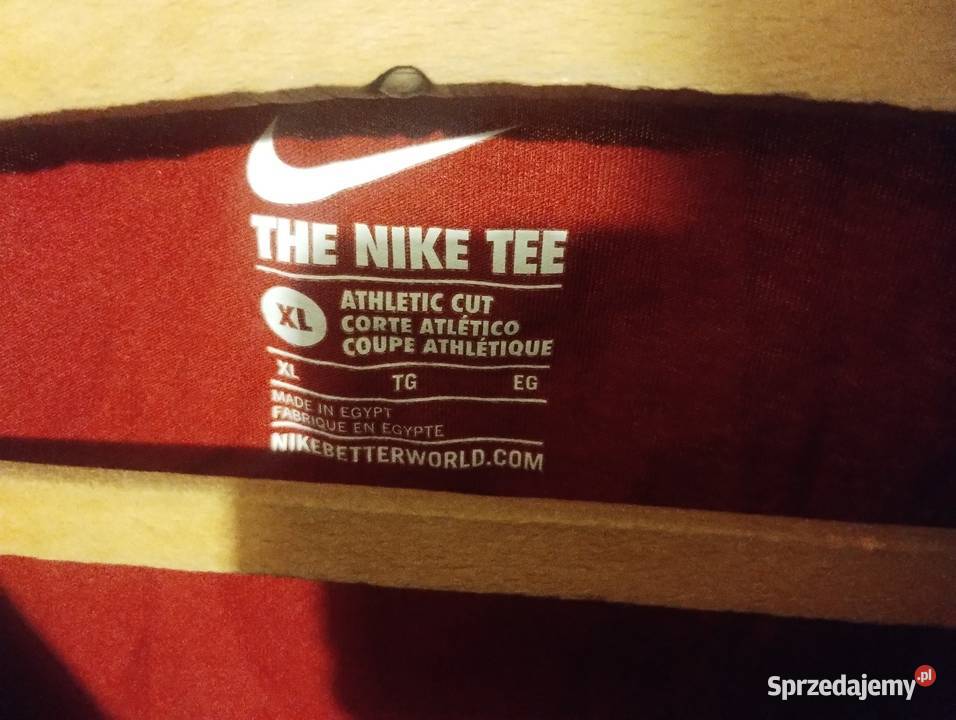 THE NIKE TEE
XL
ATHLETIC CUT
CORTE ATLÉTICO
COUPE ATHLÉTIQUE
XL TG EG
MADE IN EGYPT
FABRIQUE EN EGYPTE
NIKEBETTERWORLD.COM
Sprzedajemy.pl